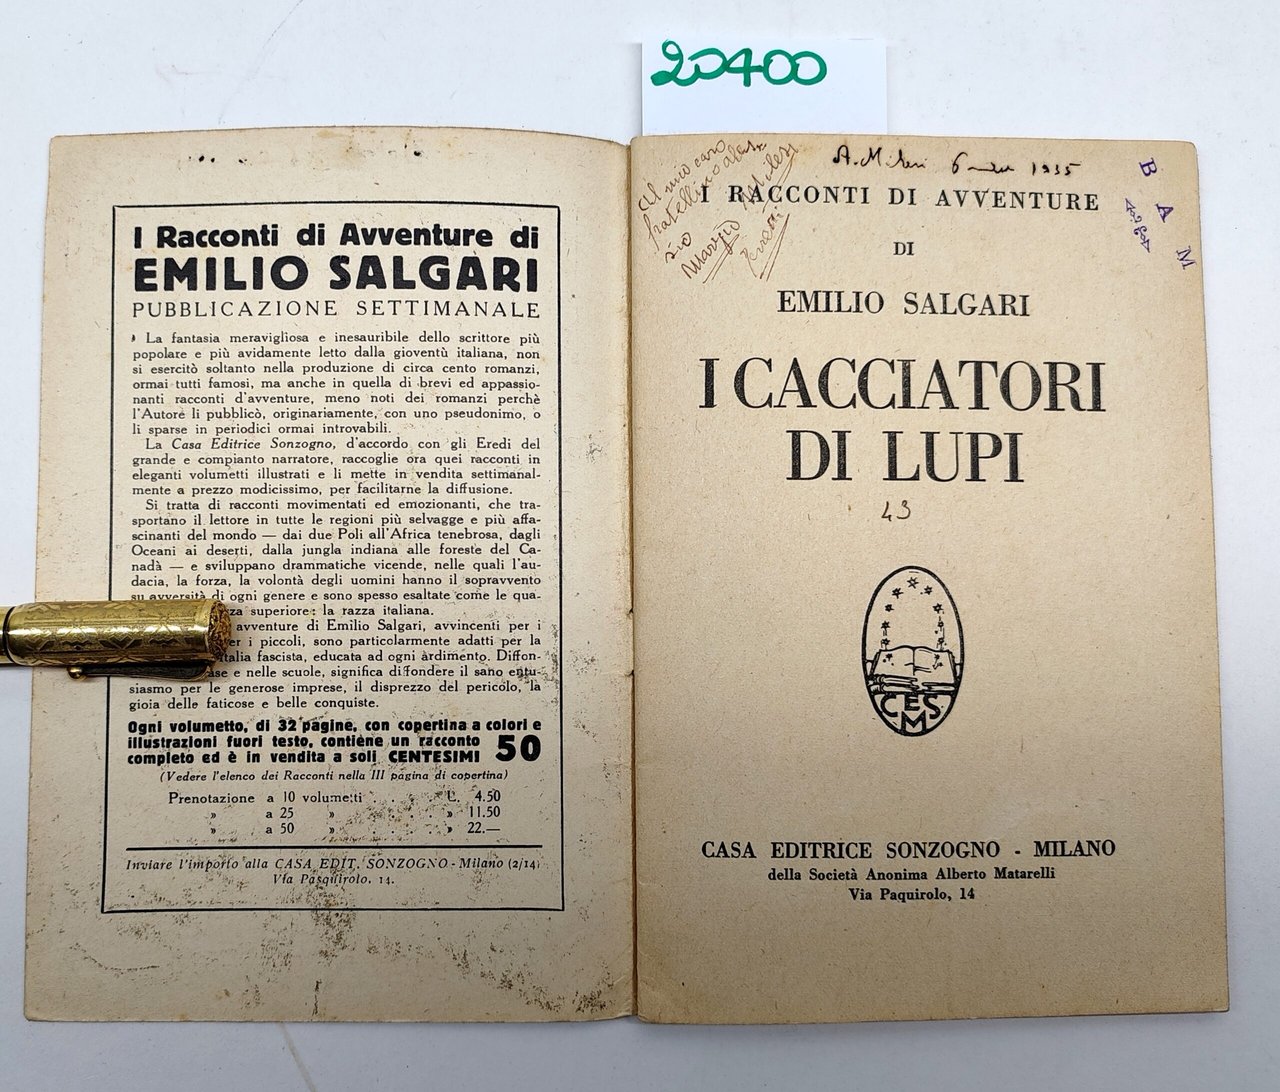 20400
I Racconti di Avventure di
EMILIO SALGARI
PUBBLICAZIONE SETTIMANALE
La fantasia meravigliosa e inesauribile dello scrittore più
popolare e più avidamente letto dalla gioventù italiana, non
si esercitò soltanto nella produzione di circa cento romanzi,
ormai tutti famosi, ma anche in quella di brevi ed appassio-
nanti racconti d'avventure, meno noti dei romanzi perchè
l'Autore li pubblicò, originariamente, con uno pseudonimo, o
li sparse in periodici ormai introvabili.
La Casa Editrice Sonzogno, d'accordo con gli Eredi del
grande e compianto narratore, raccoglie ora quei racconti in
eleganti volumetti illustrati e li mette in vendita settimanal-
mente a prezzo modicissimo, per facilitarne la diffusione.
Si tratta di racconti movimentati ed emozionanti, che tra-
sportano il lettore in tutte le regioni più selvagge e più affa-
scinanti del mondo — dai due Poli all'Africa tenebrosa, dagli
Oceani ai deserti, dalla jungla indiana alle foreste del Ca-
nadà — e sviluppano drammatiche vicende, nelle quali l'au-
dacia, la forza, la volontà degli uomini hanno il sopravvento
su avversità di ogni genere e sono spesso esaltate come le qua-
za superiore: la razza italiana.
avventure di Emilio Salgari, avvincenti per i
er i piccoli, sono particolarmente adatti per la
Italia fascista, educata ad ogni ardimento. Diffon-
ase e nelle scuole, significa diffondere il sano entu-
siasmo per le generose imprese, il disprezzo del pericolo, la
gioia delle faticose e belle conquiste.
Ogni volumetto, di 32 pagine, con copertina a colori e
illustrazioni fuori testo, contiene un racconto
completo ed è in vendita a soli CENTESIMI 50
(Vedere l'elenco dei Racconti nella III pagina di copertina)
Prenotazione a 10 volumetti . . . . L. 4.50
» a 25 » . . . . » 11.50
» a 50 » . . . . » 22.—
Inviare l'importo alla CASA EDIT. SONZOGNO - Milano (2/14)
Via Pasquirolo, 14.
Al mio caro
fratellino
Mario
A. Milesi 6 1935
B A M
I RACCONTI DI AVVENTURE
DI
EMILIO SALGARI
I CACCIATORI
DI LUPI
43
CESM
CASA EDITRICE SONZOGNO - MILANO
della Società Anonima Alberto Matarelli
Via Paquirolo, 14